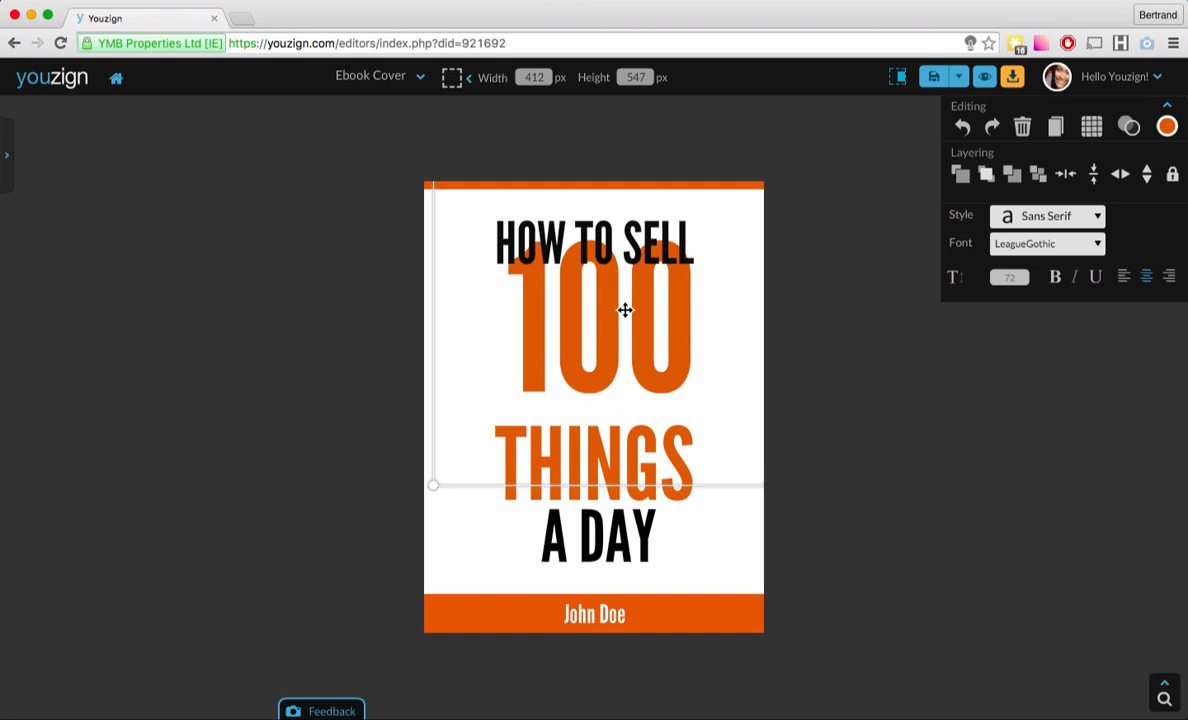 Youzign
Bertrand
YMB Properties Ltd [IE] https://youzign.com/editors/index.php?did=921692
16
youzign
Ebook Cover
Width 412 px Height 547 px
Hello Youzign!
Editing
Layering
Style a Sans Serif
Font LeagueGothic
T 72 B I U
HOW TO SELL
100
THINGS
A DAY
John Doe
Feedback